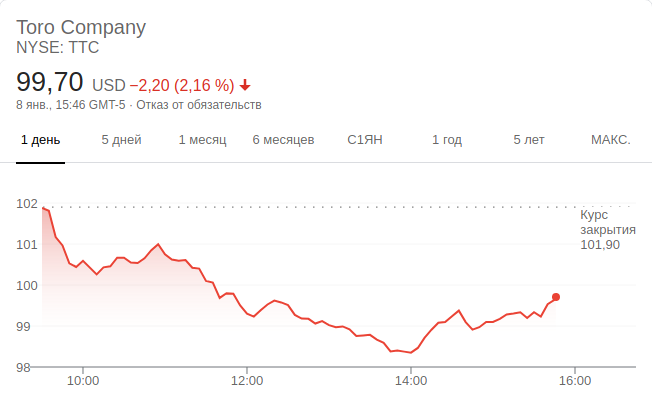 Toro Company
NYSE: TTC
99,70 USD −2,20 (2,16 %)
8 янв., 15:46 GMT-5 · Отказ от обязательств
1 день 5 дней 1 месяц 6 месяцев С1ЯН 1 год 5 лет МАКС.
102
Курс
закрытия
101,90
101
100
99
98
10:00 12:00 14:00 16:00